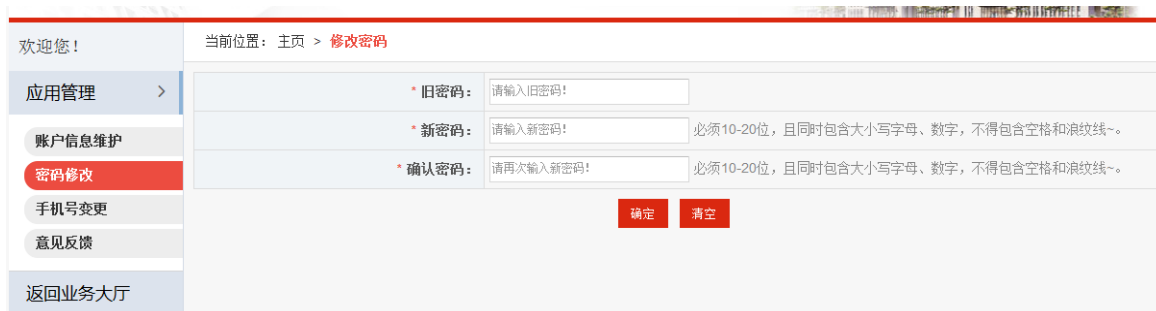 欢迎您!
当前位置: 主页 > 修改密码
应用管理 >
* 旧密码: 请输入旧密码!
* 新密码: 请输入新密码! 必须10-20位，且同时包含大小写字母、数字，不得包含空格和浪纹线~。
账户信息维护
* 确认密码: 请再次输入新密码! 必须10-20位，且同时包含大小写字母、数字，不得包含空格和浪纹线~。
密码修改
手机号变更
确定 清空
意见反馈
返回业务大厅